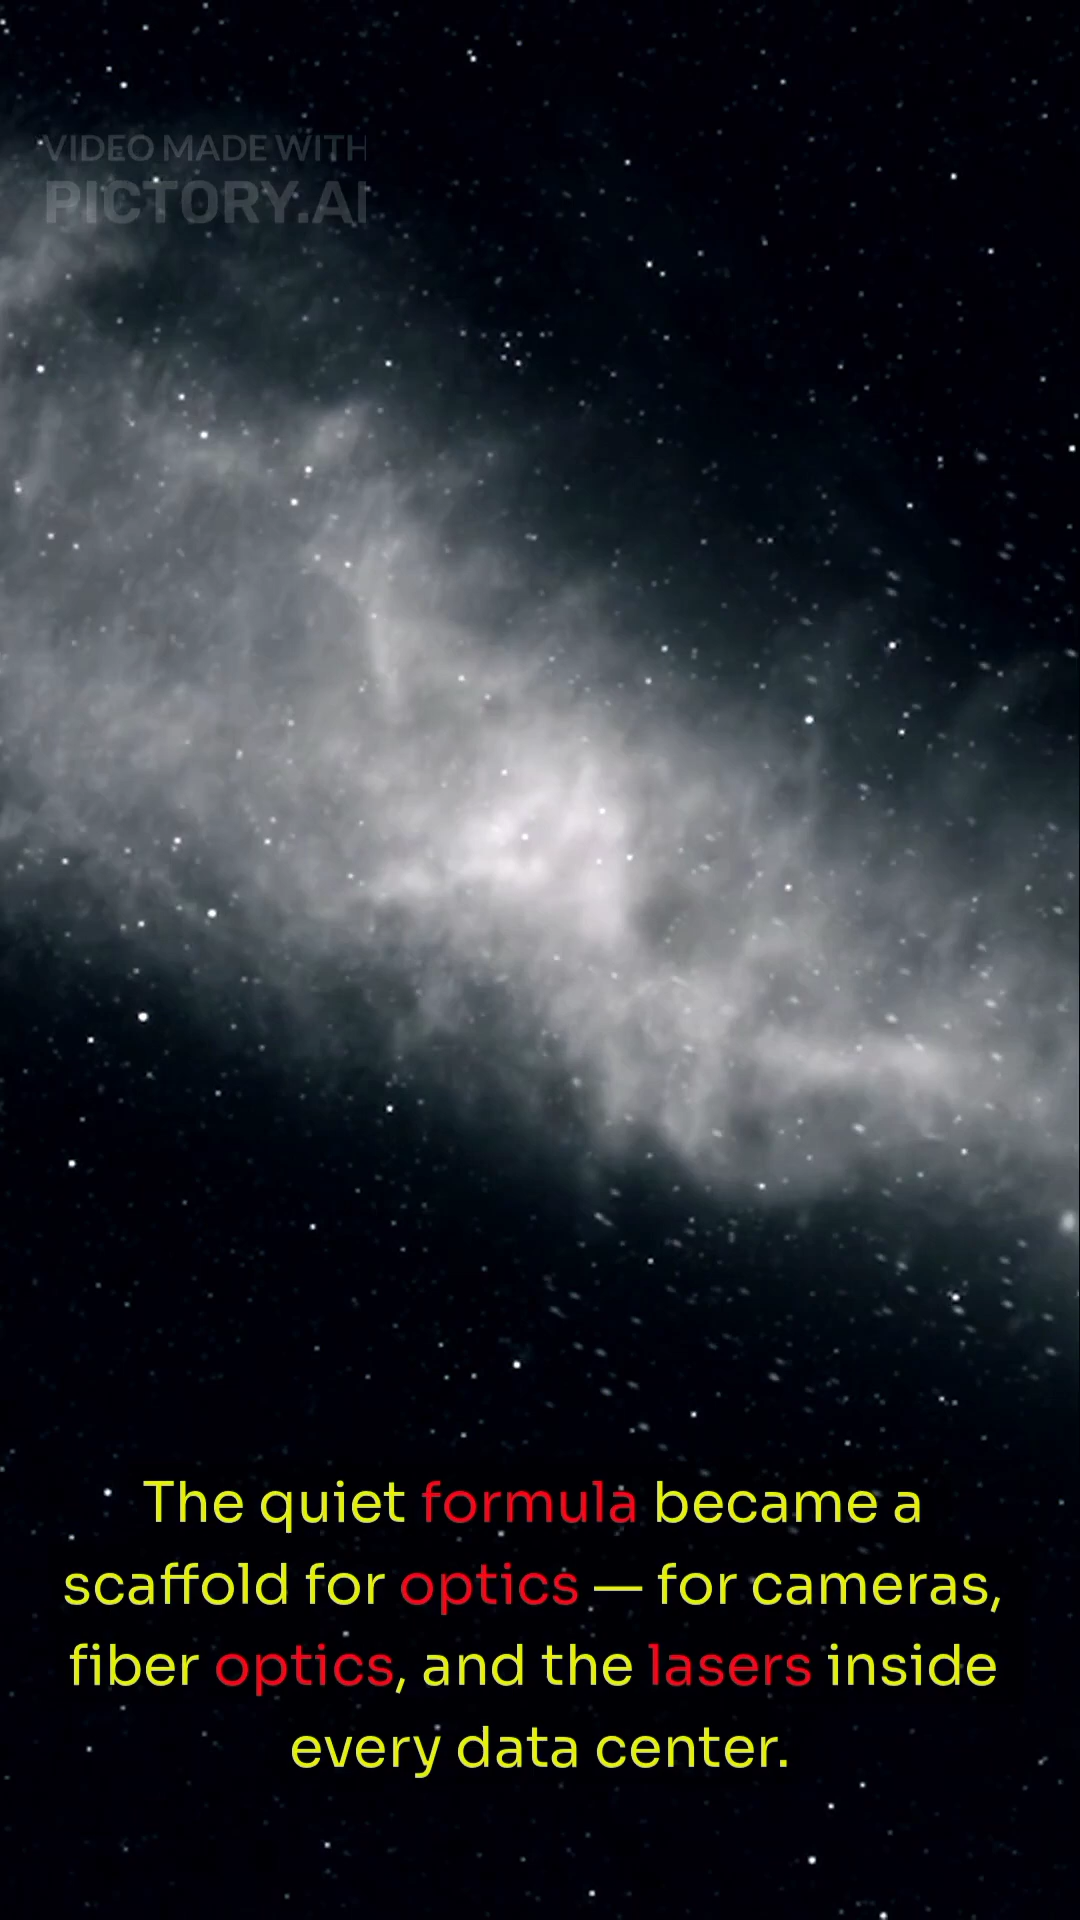 VIDEO MADE WITH
PICTORY.AI
The quiet formula became a
scaffold for optics — for cameras,
fiber optics, and the lasers inside
every data center.